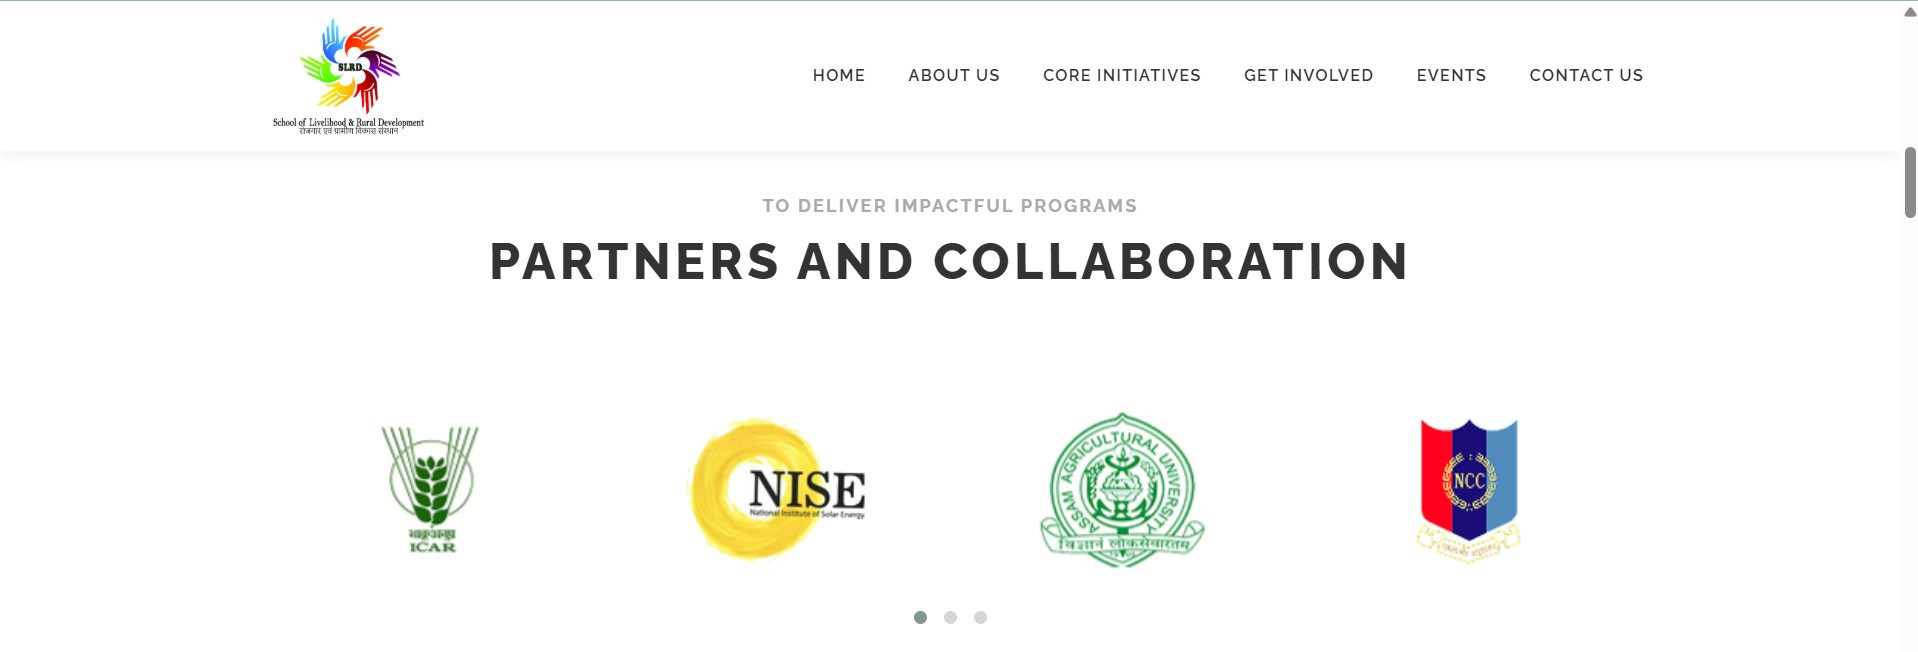 SLRD
School of Livelihood & Rural Development
रोजगार एवं ग्रामीण विकास संस्थान
HOME
ABOUT US
CORE INITIATIVES
GET INVOLVED
EVENTS
CONTACT US
TO DELIVER IMPACTFUL PROGRAMS
PARTNERS AND COLLABORATION
भाकृअनुप
ICAR
NISE
National Institute of Solar Energy
ASSAM AGRICULTURAL UNIVERSITY
विज्ञानं लोकसेवारतम
NCC